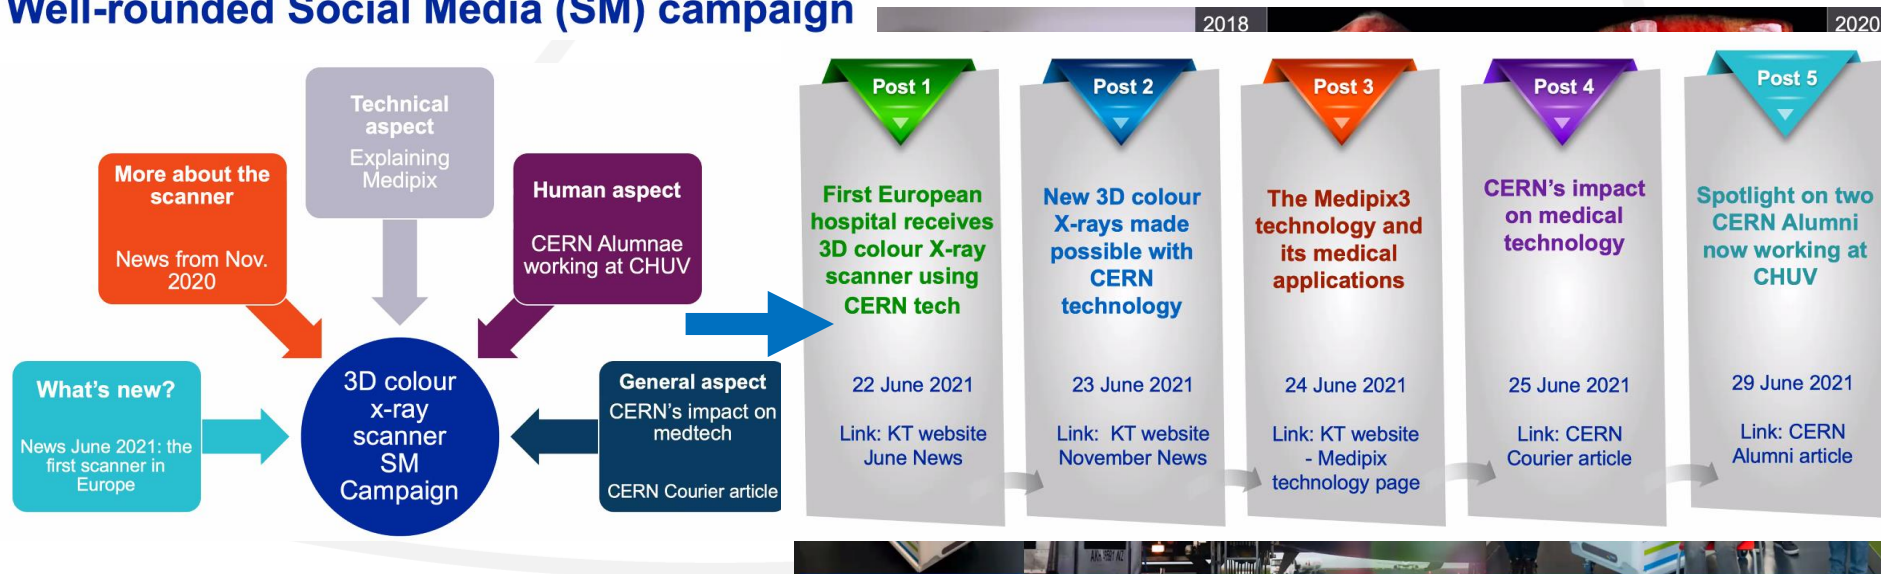 Well-rounded Social Media (SM) campaign
2018
2020
Technical
aspect
Explaining
Medipix
More about the
scanner
News from Nov.
2020
Human aspect
CERN Alumnae
working at CHUV
What's new?
News June 2021: the
first scanner in
Europe
3D colour
x-ray
scanner
SM
Campaign
General aspect
CERN's impact on
medtech
CERN Courier article
Post 1
First European
hospital receives
3D colour X-ray
scanner using
CERN tech
22 June 2021
Link: KT website
June News
Post 2
New 3D colour
X-rays made
possible with
CERN
technology
23 June 2021
Link: KT website
November News
Post 3
The Medipix3
technology and
its medical
applications
24 June 2021
Link: KT website
- Medipix
technology page
Post 4
CERN's impact
on medical
technology
25 June 2021
Link: CERN
Courier article
Post 5
Spotlight on two
CERN Alumni
now working at
CHUV
29 June 2021
Link: CERN
Alumni article